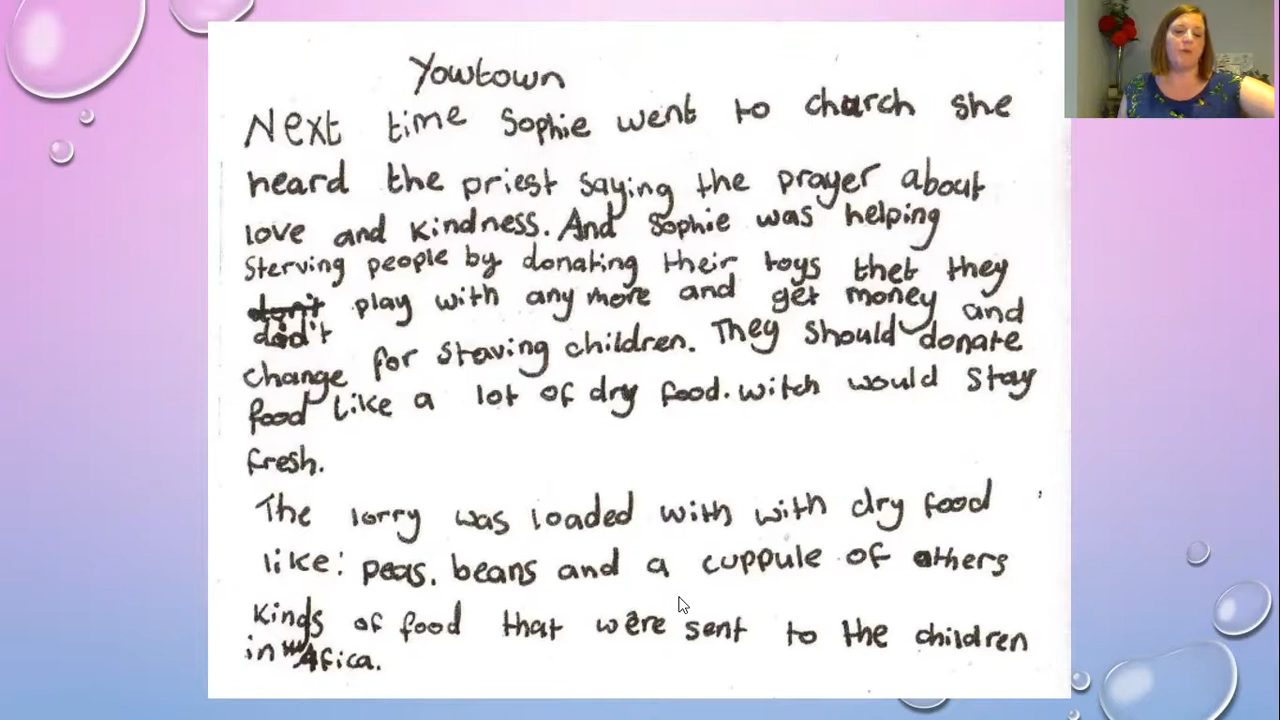 Yowtown
Next time Sophie went to church she
heard the priest saying the prayer about
love and kindness. And Sophie was helping
Sterving people by donating their toys thet they
don't play with any more and get money and
did't
change for staving children. They should donate
food like a lot of dry food. witch would stay
fresh.
The lorry was loaded with with dry food
like: peas, beans and a cuppule of others
kinds of food that were sent to the children
in Africa.